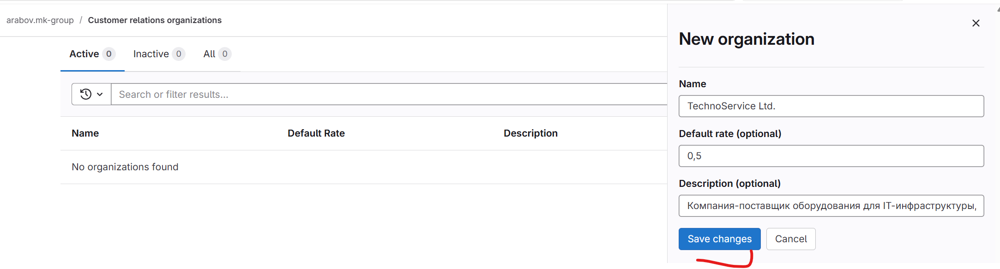 arabov.mk-group / Customer relations organizations
Active 0 Inactive 0 All 0
Search or filter results...
Name Default Rate Description
No organizations found
New organization
Name
TechnoService Ltd.
Default rate (optional)
0,5
Description (optional)
Компания-поставщик оборудования для IT-инфраструктуры,
Save changes Cancel